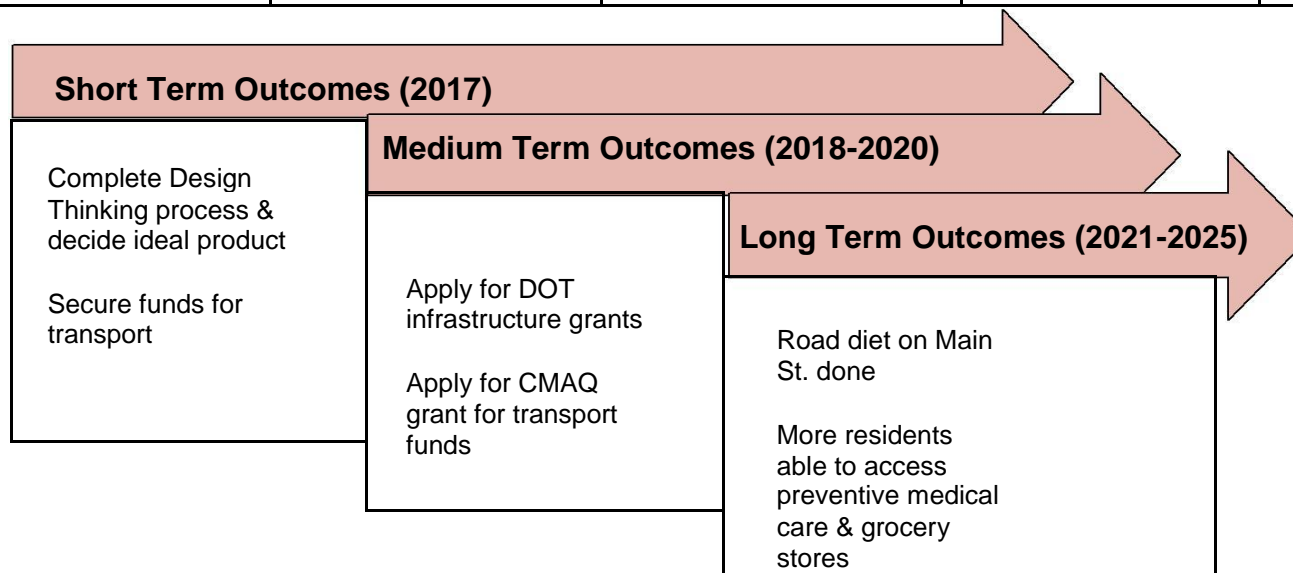 Short Term Outcomes (2017)
Complete Design
Thinking process &
decide ideal product
Secure funds for
transport
Medium Term Outcomes (2018-2020)
Apply for DOT
infrastructure grants
Apply for CMAQ
grant for transport
funds
Long Term Outcomes (2021-2025)
Road diet on Main
St. done
More residents
able to access
preventive medical
care & grocery
stores